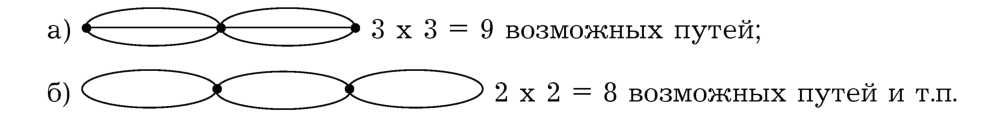 а) 3 х 3 = 9 возможных путей;
б) 2 х 2 = 8 возможных путей и т.п.